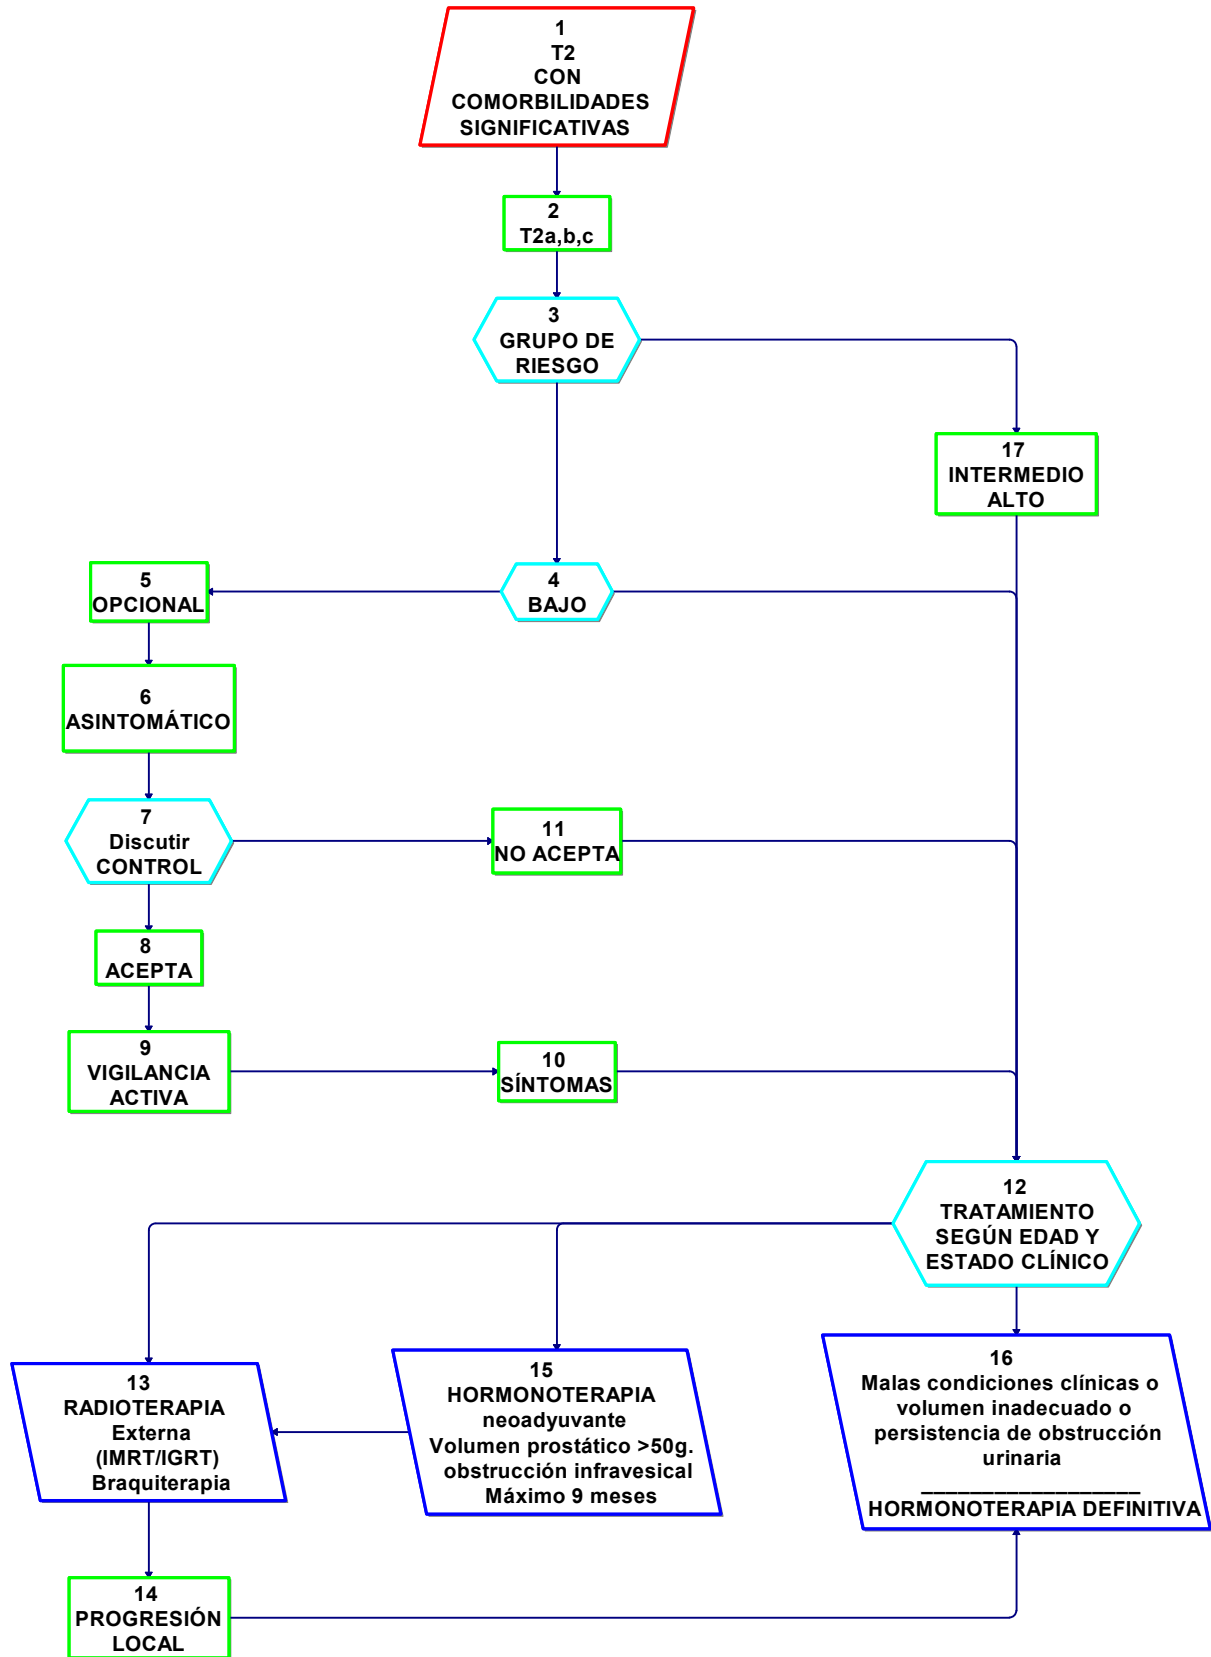 1
T2
CON
COMORBILIDADES
SIGNIFICATIVAS
2
T2a,b,c
3
GRUPO DE
RIESGO
17
INTERMEDIO
ALTO
4
BAJO
5
OPCIONAL
6
ASINTOMÁTICO
7
Discutir
CONTROL
11
NO ACEPTA
8
ACEPTA
9
VIGILANCIA
ACTIVA
10
SÍNTOMAS
12
TRATAMIENTO
SEGÚN EDAD Y
ESTADO CLÍNICO
13
RADIOTERAPIA
Externa
(IMRT/IGRT)
Braquiterapia
15
HORMONOTERAPIA
neoadyuvante
Volumen prostático >50g.
obstrucción infravesical
Máximo 9 meses
16
Malas condiciones clínicas o
volumen inadecuado o
persistencia de obstrucción
urinaria
__________________
HORMONOTERAPIA DEFINITIVA
14
PROGRESIÓN
LOCAL